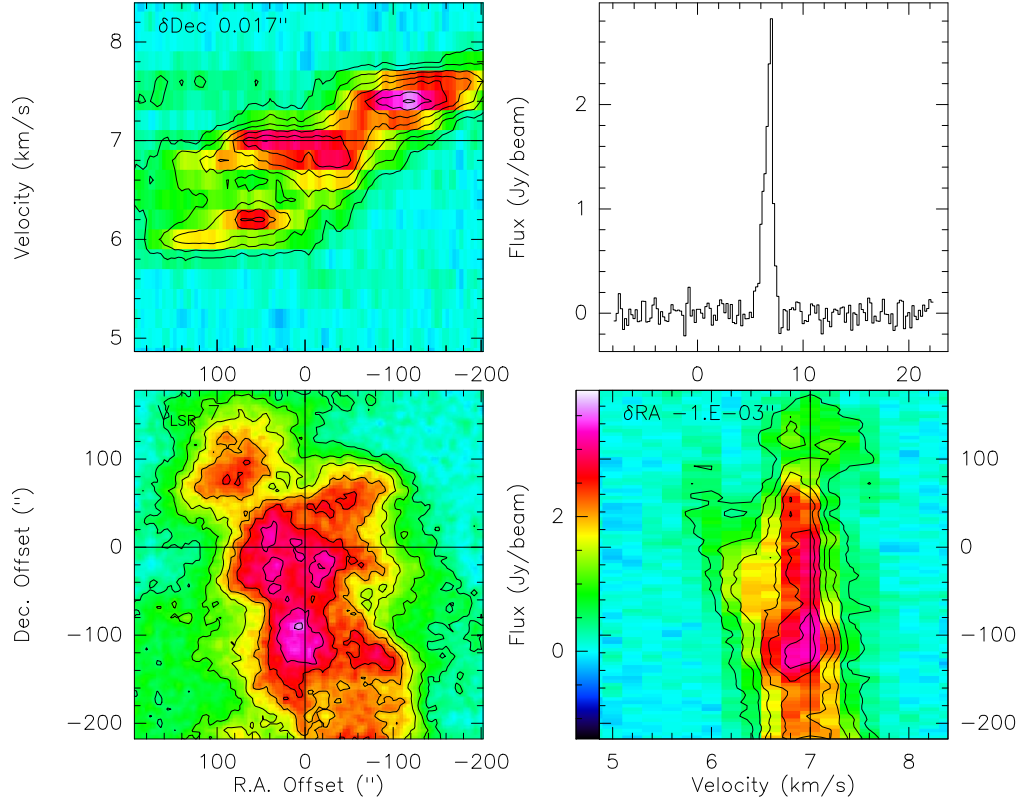 δDec 0.017"
8
7
6
5
Velocity (km/s)
100 0 −100 −200
2
1
0
Flux (Jy/beam)
0 10 20
V LSR
100
0
−100
−200
Dec. Offset (")
100 0 −100 −200
R.A. Offset (")
δRA −1.E−03"
2
0
Flux (Jy/beam)
100
0
−100
−200
5 6 7 8
Velocity (km/s)